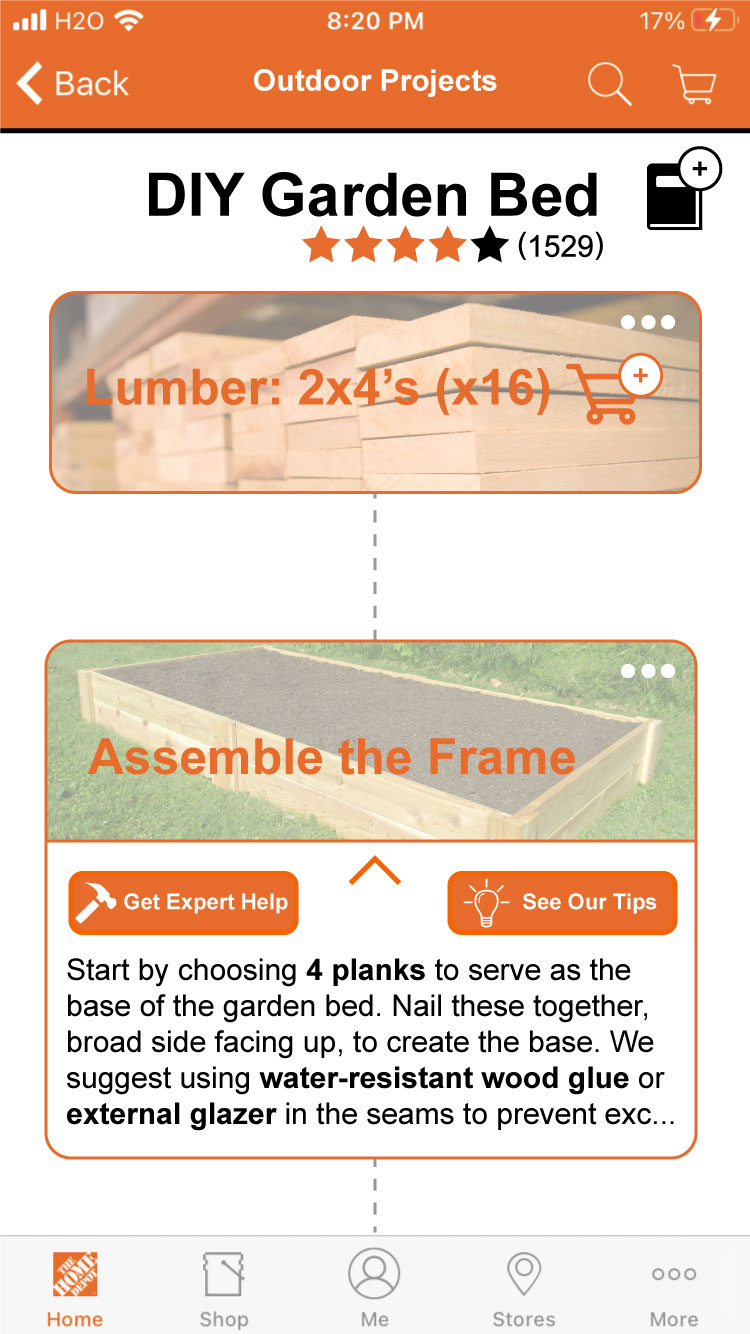 H2O 8:20 PM 17%
Back Outdoor Projects
DIY Garden Bed
(1529)
Lumber: 2x4’s (x16) +
Assemble the Frame
Get Expert Help See Our Tips
Start by choosing 4 planks to serve as the
base of the garden bed. Nail these together,
broad side facing up, to create the base. We
suggest using water-resistant wood glue or
external glazer in the seams to prevent exc...
THE
HOME
DEPOT
Home Shop Me Stores More